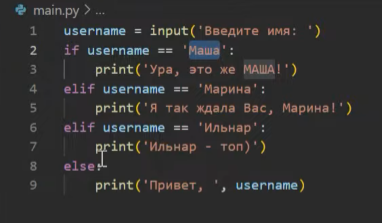 main.py > ...
1 username = input('Введите имя: ')
2 if username == 'Маша':
3     print('Ура, это же МАША!')
4 elif username == 'Марина':
5     print('Я так ждала Вас, Марина!')
6 elif username == 'Ильнар':
7     print('Ильнар - топ)')
8 else:
9     print('Привет, ', username)